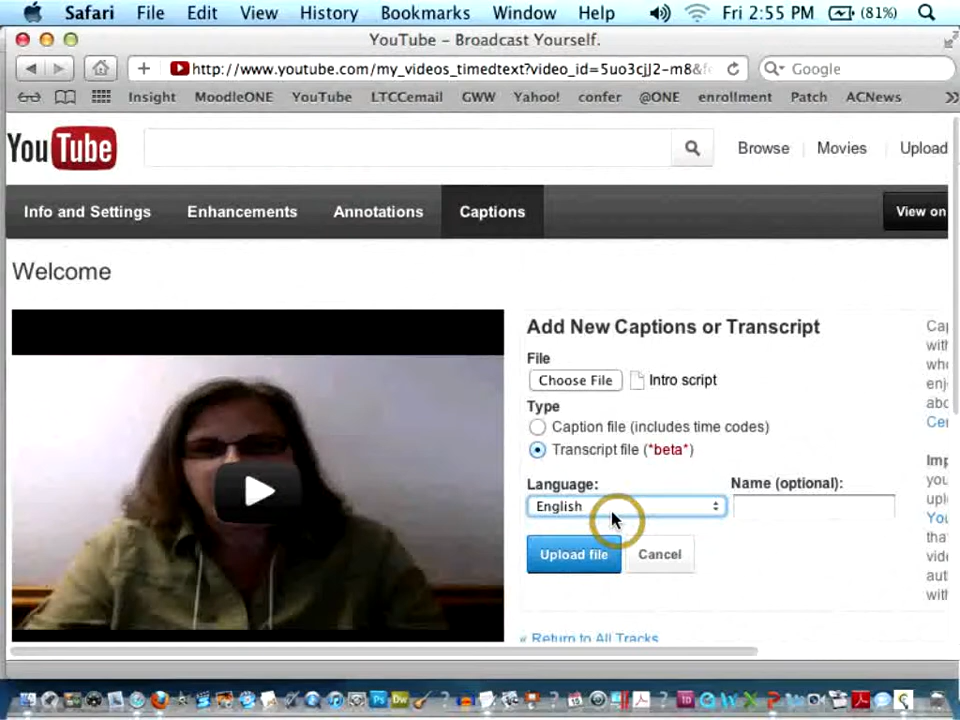 Safari File Edit View History Bookmarks Window Help Fri 2:55 PM (81%)
YouTube – Broadcast Yourself.
http://www.youtube.com/my_videos_timedtext?video_id=5uo3cjJ2-m8& Google
Insight MoodleONE YouTube LTCCemail GWW Yahoo! confer @ONE enrollment Patch ACNews
YouTube Browse Movies Upload
Info and Settings Enhancements Annotations Captions View on
Welcome
Add New Captions or Transcript
File
Choose File Intro script
Type
Caption file (includes time codes)
Transcript file (*beta*)
Language: Name (optional):
English
Upload file Cancel
« Return to All Tracks